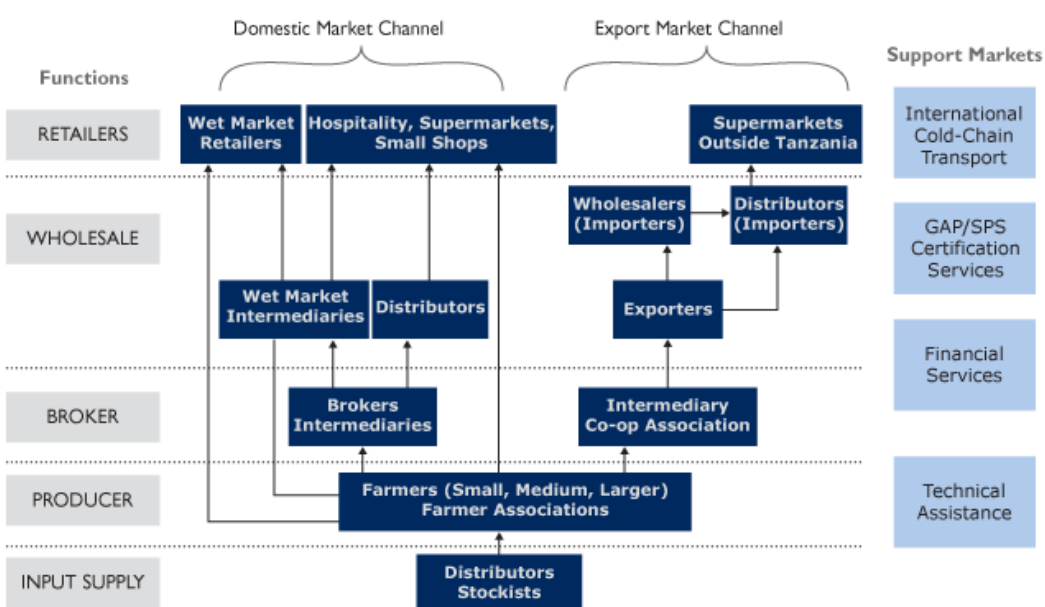 Domestic Market Channel
Export Market Channel
Functions
Support Markets
RETAILERS
Wet Market
Retailers
Hospitality, Supermarkets,
Small Shops
Supermarkets
Outside Tanzania
International
Cold-Chain
Transport
WHOLESALE
Wholesalers
(Importers)
Distributors
(Importers)
GAP/SPS
Certification
Services
Wet Market
Intermediaries
Distributors
Exporters
Financial
Services
BROKER
Brokers
Intermediaries
Intermediary
Co-op Association
PRODUCER
Farmers (Small, Medium, Larger)
Farmer Associations
Technical
Assistance
INPUT SUPPLY
Distributors
Stockists